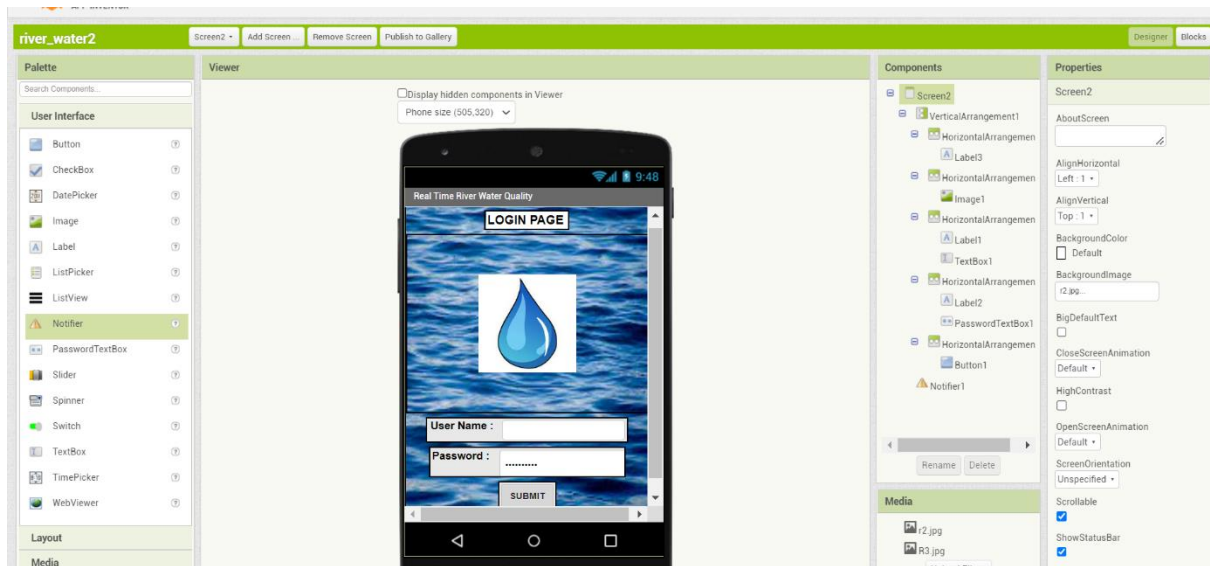 river_water2
Screen2
Add Screen ...
Remove Screen
Publish to Gallery
Designer
Blocks
Palette
Search Components...
User Interface
Button
CheckBox
DatePicker
Image
Label
ListPicker
ListView
Notifier
PasswordTextBox
Slider
Spinner
Switch
TextBox
TimePicker
WebViewer
Layout
Media
Viewer
Display hidden components in Viewer
Phone size (505,320)
9:48
Real Time River Water Quality
LOGIN PAGE
User Name :
Password :
SUBMIT
Components
Screen2
VerticalArrangement1
HorizontalArrangemen
Label3
HorizontalArrangemen
Image1
HorizontalArrangemen
Label1
TextBox1
HorizontalArrangemen
Label2
PasswordTextBox1
HorizontalArrangemen
Button1
Notifier1
Rename
Delete
Media
r2.jpg
R3.jpg
Properties
Screen2
AboutScreen
AlignHorizontal
Left : 1
AlignVertical
Top : 1
BackgroundColor
Default
BackgroundImage
r2.jpg...
BigDefaultText
CloseScreenAnimation
Default
HighContrast
OpenScreenAnimation
Default
ScreenOrientation
Unspecified
Scrollable
ShowStatusBar